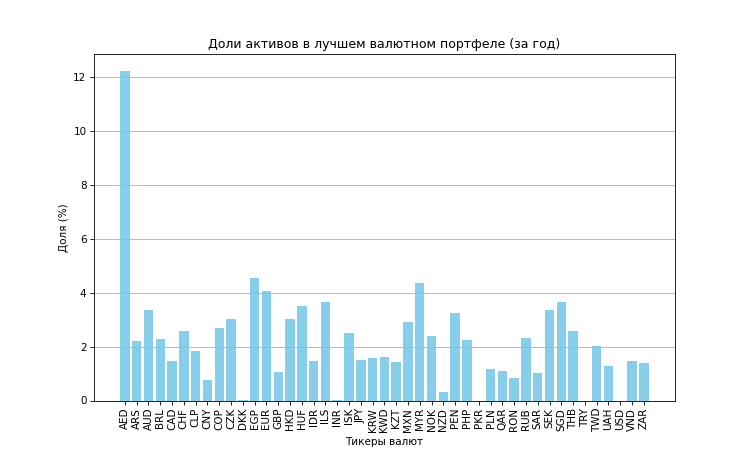 Доли активов в лучшем валютном портфеле (за год)
Доля (%)
12
10
8
6
4
2
0
AED ARS AUD BRL CAD CHF CLP CNY COP CZK DKK EGP EUR GBP HKD HUF IDR ILS INR ISK JPY KRW KWD KZT MXN MYR NOK NZD PEN PHP PKR PLN QAR RON RUB SAR SEK SGD THB TRY TWD UAH USD VND ZAR
Тикеры валют